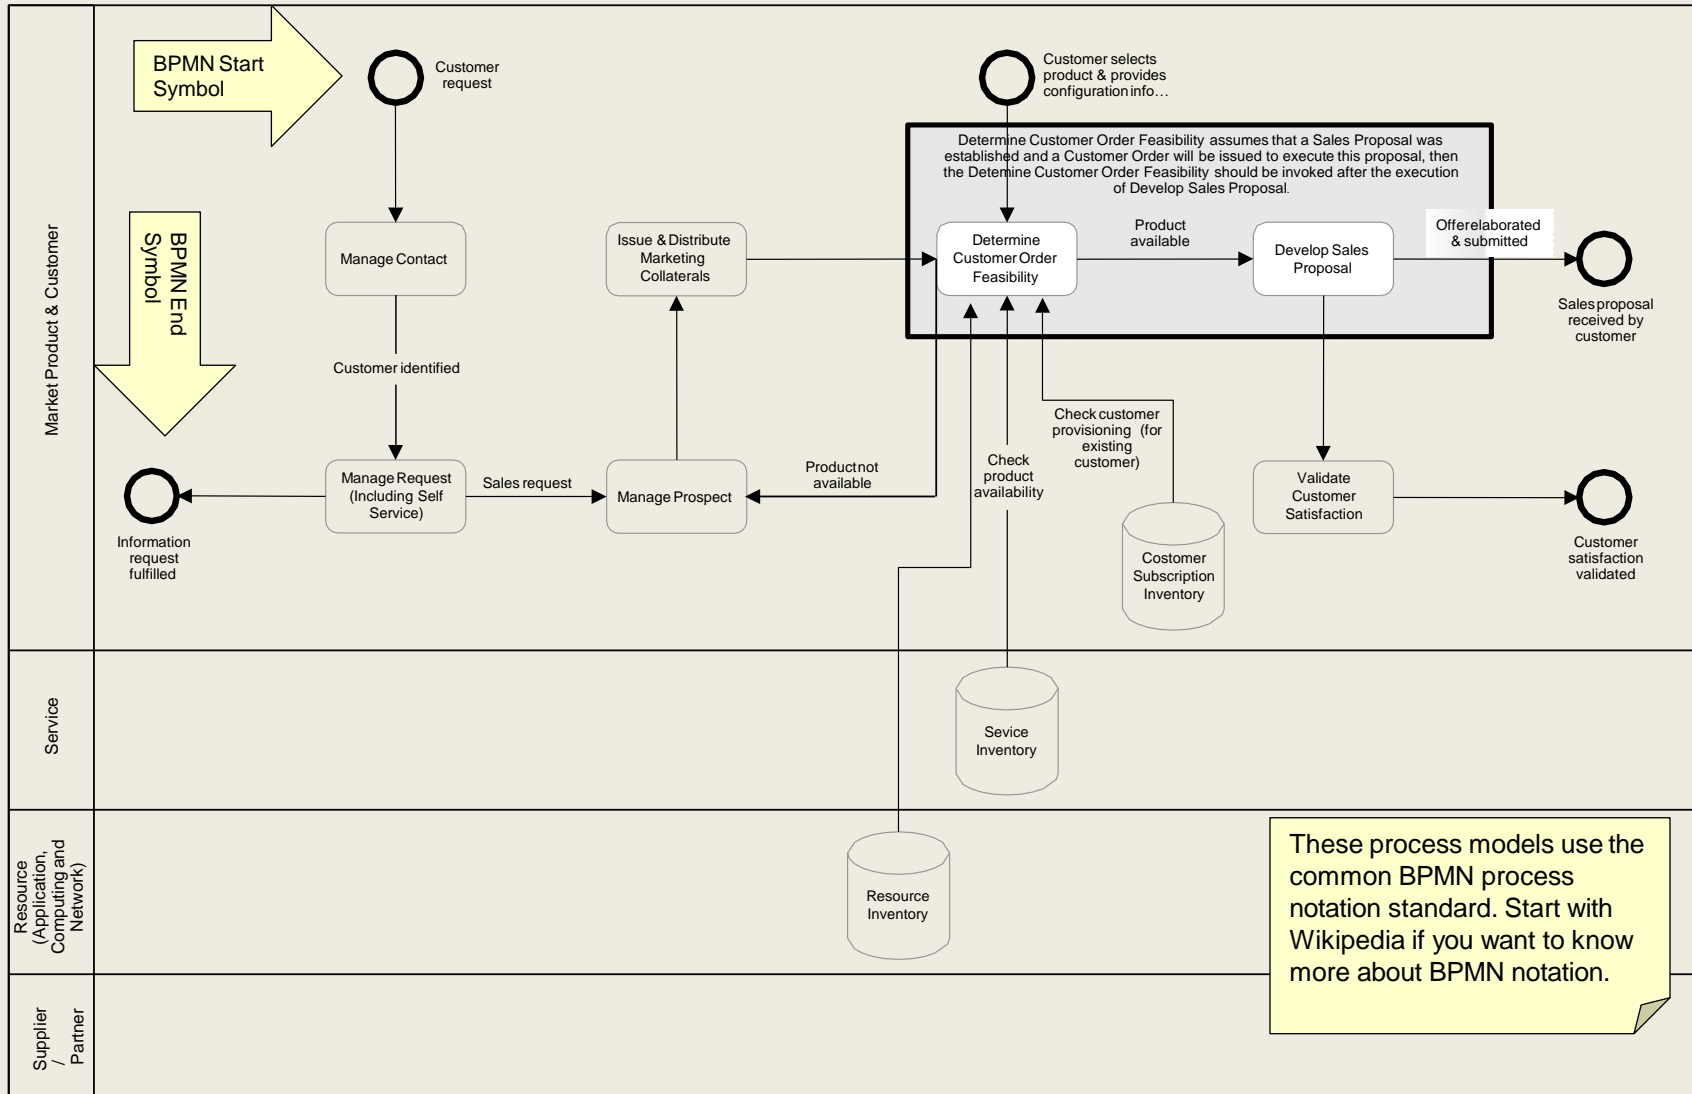 BPMN Start
Symbol
Customer
request
Customer selects
product & provides
configuration info…
Determine Customer Order Feasibility assumes that a Sales Proposal was
established and a Customer Order will be issued to execute this proposal, then
the Detemine Customer Order Feasibility should be invoked after the execution
of Develop Sales Proposal.
BPMN End
Symbol
Market Product & Customer
Manage Contact
Issue & Distribute
Marketing
Collaterals
Determine
Customer Order
Feasibility
Product
available
Develop Sales
Proposal
Offer elaborated
& submitted
Sales proposal
received by
customer
Customer identified
Check customer
provisioning (for
existing
customer)
Check
product
availability
Manage Request
(Including Self
Service)
Sales request
Manage Prospect
Product not
available
Validate
Customer
Satisfaction
Information
request
fulfilled
Customer
satisfaction
validated
Costomer
Subscription
Inventory
Service
Sevice
Inventory
Resource
(Application,
Computing and
Network)
Resource
Inventory
These process models use the
common BPMN process
notation standard. Start with
Wikipedia if you want to know
more about BPMN notation.
Supplier
/
Partner